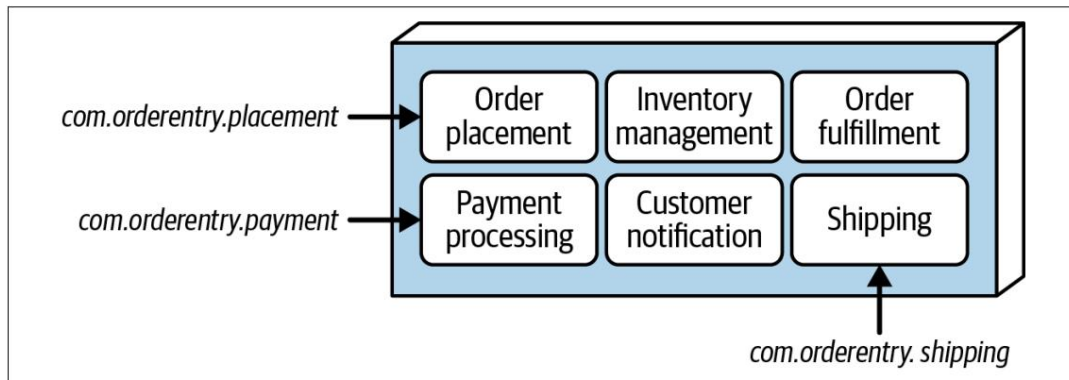 Order
placement
Inventory
management
Order
fulfillment
com.orderentry.placement
Payment
processing
Customer
notification
Shipping
com.orderentry.payment
com.orderentry. shipping